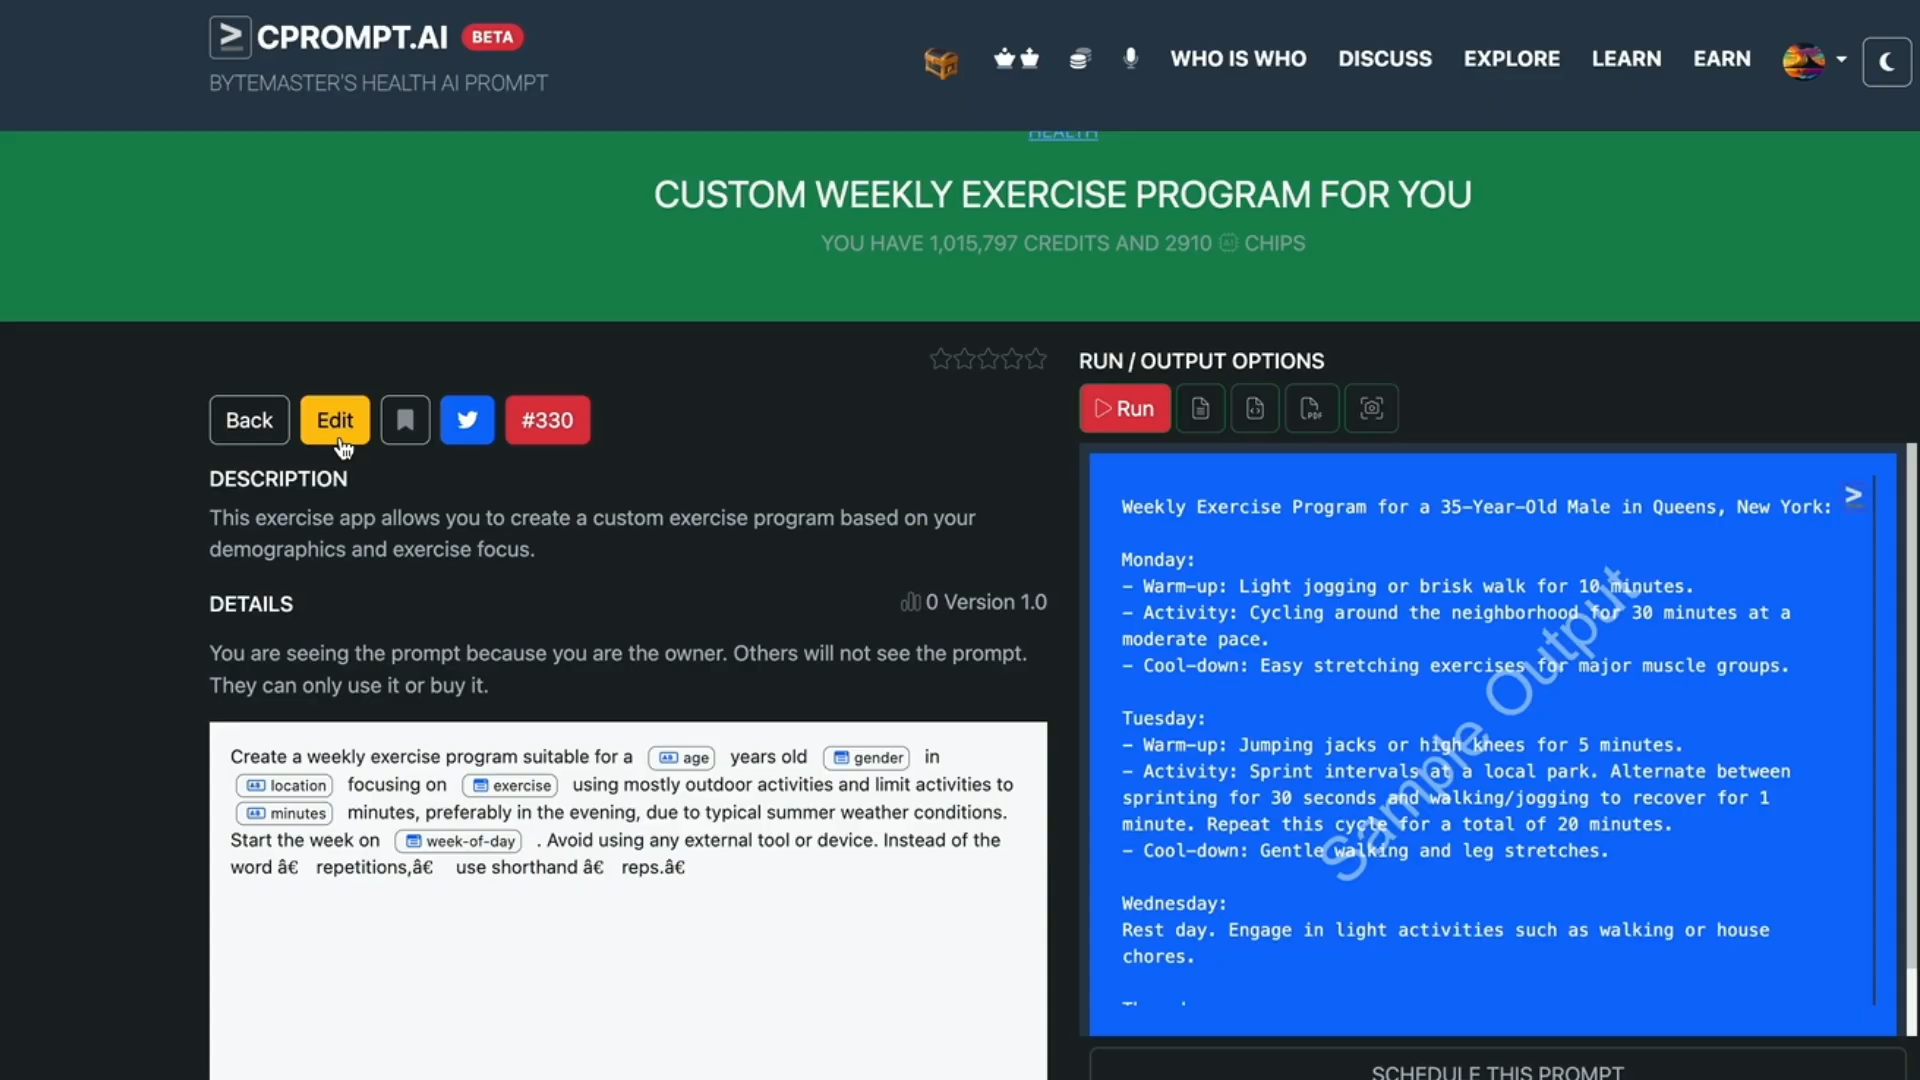 CPROMPT.AI BETA
BYTEMASTER'S HEALTH AI PROMPT
WHO IS WHO DISCUSS EXPLORE LEARN EARN
HEALTH
CUSTOM WEEKLY EXERCISE PROGRAM FOR YOU
YOU HAVE 1,015,797 CREDITS AND 2910 AI CHIPS
Back Edit #330
DESCRIPTION
This exercise app allows you to create a custom exercise program based on your
demographics and exercise focus.
DETAILS
0 Version 1.0
You are seeing the prompt because you are the owner. Others will not see the prompt.
They can only use it or buy it.
Create a weekly exercise program suitable for a age years old gender in
location focusing on exercise using mostly outdoor activities and limit activities to
minutes minutes, preferably in the evening, due to typical summer weather conditions.
Start the week on week-of-day . Avoid using any external tool or device. Instead of the
word â€ repetitions,â€ use shorthand â€ reps.â€
RUN / OUTPUT OPTIONS
Run
PDF
Weekly Exercise Program for a 35-Year-Old Male in Queens, New York:
Monday:
- Warm-up: Light jogging or brisk walk for 10 minutes.
- Activity: Cycling around the neighborhood for 30 minutes at a
moderate pace.
- Cool-down: Easy stretching exercises for major muscle groups.
Tuesday:
- Warm-up: Jumping jacks or high knees for 5 minutes.
- Activity: Sprint intervals at a local park. Alternate between
sprinting for 30 seconds and walking/jogging to recover for 1
minute. Repeat this cycle for a total of 20 minutes.
- Cool-down: Gentle walking and leg stretches.
Wednesday:
Rest day. Engage in light activities such as walking or house
chores.
Sample Output
SCHEDULE THIS PROMPT